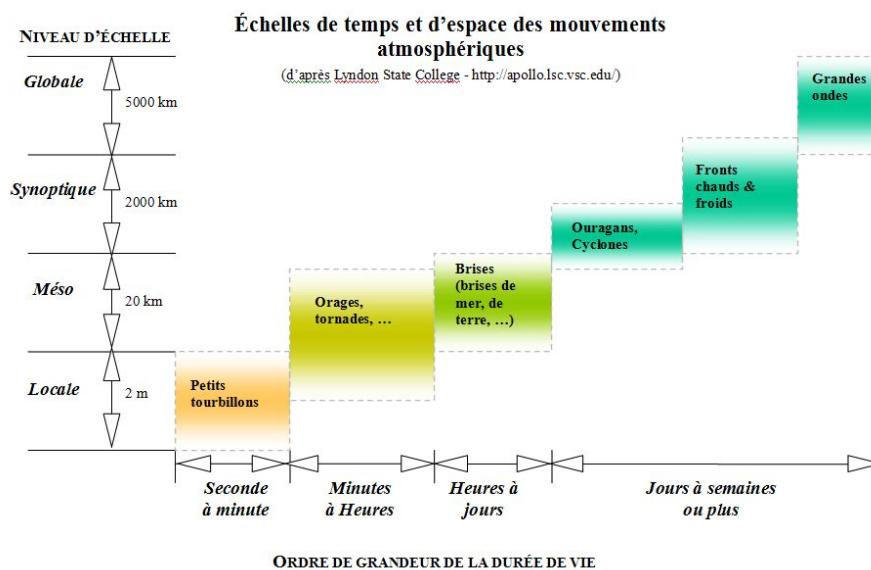 Échelles de temps et d'espace des mouvements
atmosphériques
(d'après Lyndon State College - http://apollo.lsc.vsc.edu/)
NIVEAU D'ÉCHELLE
Globale
5000 km
Synoptique
2000 km
Méso
20 km
Locale
2 m
Grandes
ondes
Fronts
chauds &
froids
Ouragans,
Cyclones
Brises
(brises de
mer, de
terre, …)
Orages,
tornades, …
Petits
tourbillons
Seconde
à minute
Minutes
à Heures
Heures à
jours
Jours à semaines
ou plus
ORDRE DE GRANDEUR DE LA DURÉE DE VIE